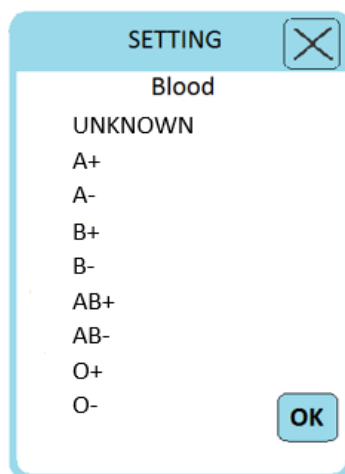 SETTING
Blood
UNKNOWN
A+
A-
B+
B-
AB+
AB-
O+
O-
OK